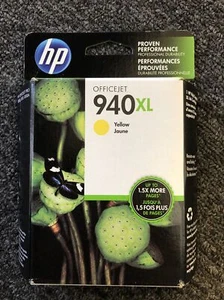 hp
PROVEN
PERFORMANCE
PROFESSIONAL DURABILITY
PERFORMANCES
ÉPROUVÉES
DURABILITÉ PROFESSIONNELLE
OFFICEJET
940XL
Yellow
Jaune
UP TO
1.5X MORE
PAGES
JUSQU'À
1,5 FOIS PLUS
DE PAGES